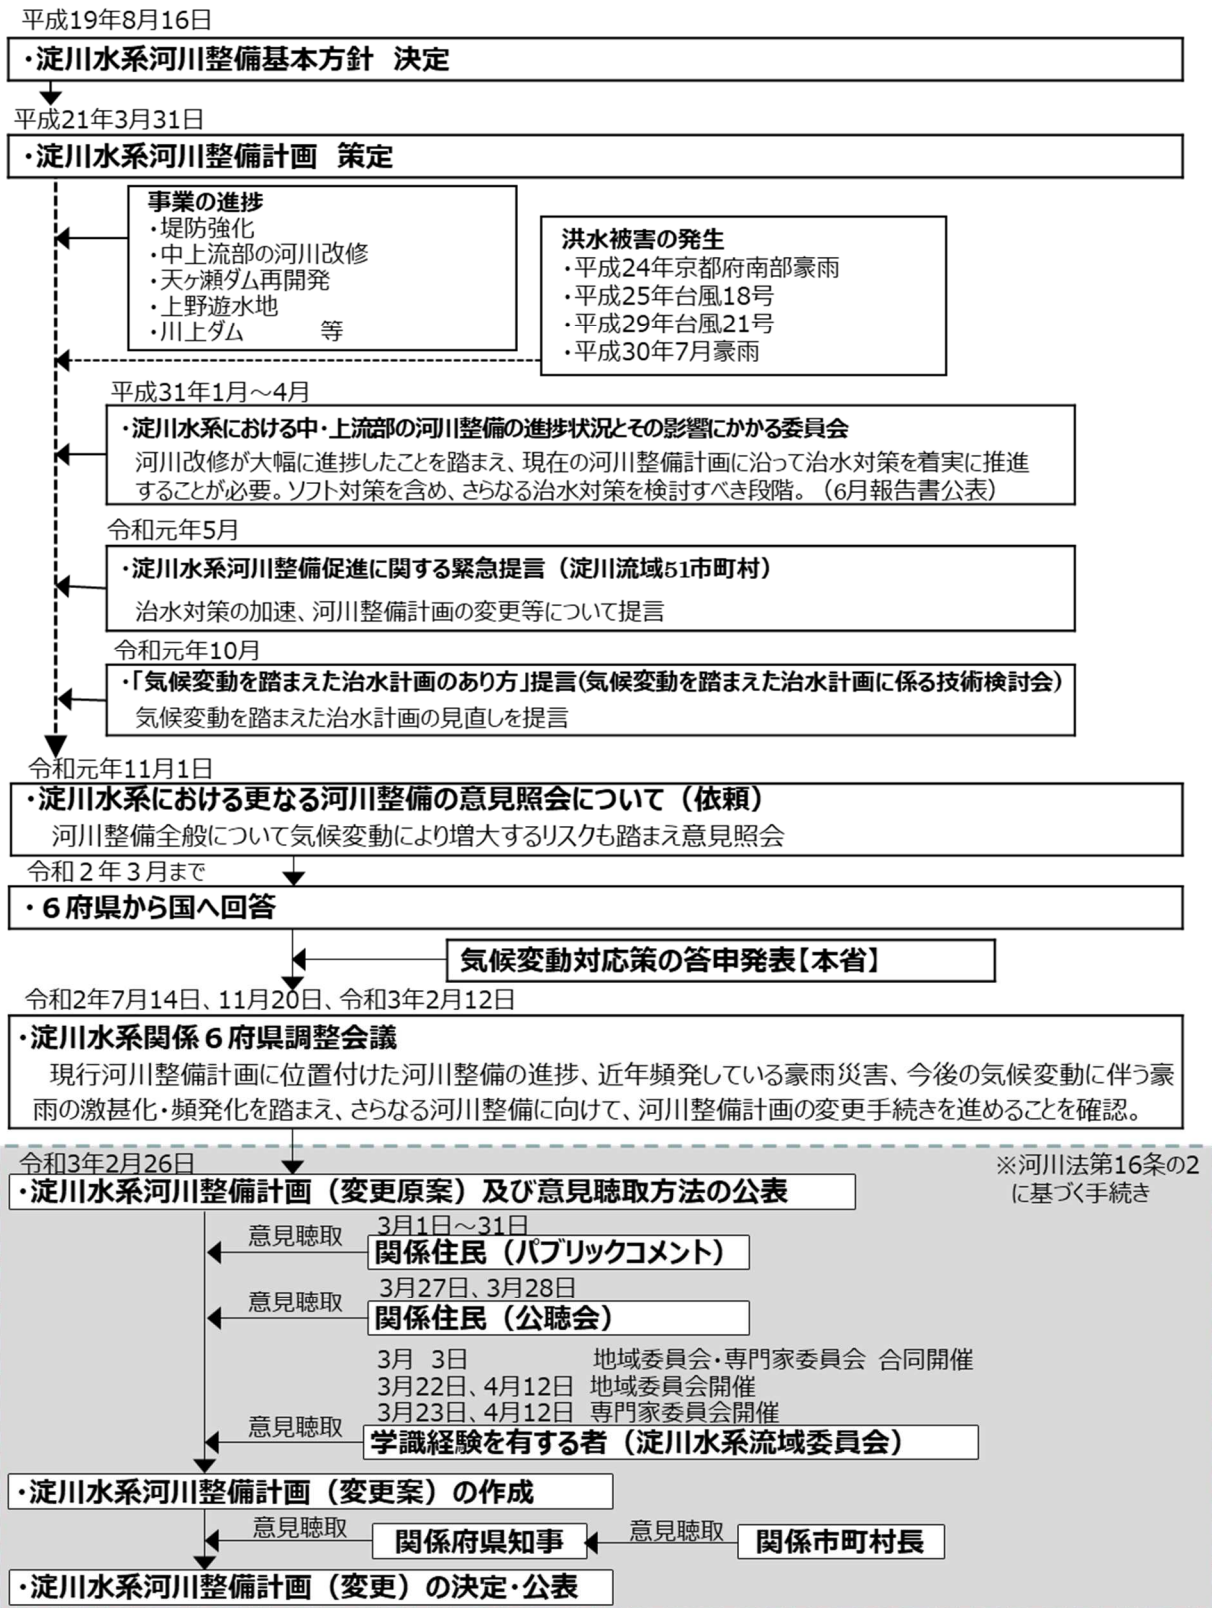 平成19年8月16日
・淀川水系河川整備基本方針　決定
平成21年3月31日
・淀川水系河川整備計画　策定
事業の進捗
・堤防強化
・中上流部の河川改修
・天ヶ瀬ダム再開発
・上野遊水地
・川上ダム　　　等
洪水被害の発生
・平成24年京都府南部豪雨
・平成25年台風18号
・平成29年台風21号
・平成30年7月豪雨
平成31年1月～4月
・淀川水系における中・上流部の河川整備の進捗状況とその影響にかかる委員会
河川改修が大幅に進捗したことを踏まえ、現在の河川整備計画に沿って治水対策を着実に推進
することが必要。ソフト対策を含め、さらなる治水対策を検討すべき段階。（6月報告書公表）
令和元年5月
・淀川水系河川整備促進に関する緊急提言（淀川流域51市町村）
治水対策の加速、河川整備計画の変更等について提言
令和元年10月
・「気候変動を踏まえた治水計画のあり方」提言(気候変動を踏まえた治水計画に係る技術検討会)
気候変動を踏まえた治水計画の見直しを提言
令和元年11月1日
・淀川水系における更なる河川整備の意見照会について（依頼）
河川整備全般について気候変動により増大するリスクも踏まえ意見照会
令和２年３月まで
・６府県から国へ回答
気候変動対応策の答申発表【本省】
令和2年7月14日、11月20日、令和3年2月12日
・淀川水系関係６府県調整会議
現行河川整備計画に位置付けた河川整備の進捗、近年頻発している豪雨災害、今後の気候変動に伴う豪
雨の激甚化・頻発化を踏まえ、さらなる河川整備に向けて、河川整備計画の変更手続きを進めることを確認。
令和3年2月26日
※河川法第16条の2
に基づく手続き
・淀川水系河川整備計画（変更原案）及び意見聴取方法の公表
3月1日～31日
意見聴取
関係住民（パブリックコメント）
3月27日、3月28日
意見聴取
関係住民（公聴会）
3月　3日　　　　　地域委員会・専門家委員会 合同開催
3月22日、4月12日 地域委員会開催
3月23日、4月12日 専門家委員会開催
意見聴取
学識経験を有する者（淀川水系流域委員会）
・淀川水系河川整備計画（変更案）の作成
意見聴取
関係府県知事
意見聴取
関係市町村長
・淀川水系河川整備計画（変更）の決定・公表